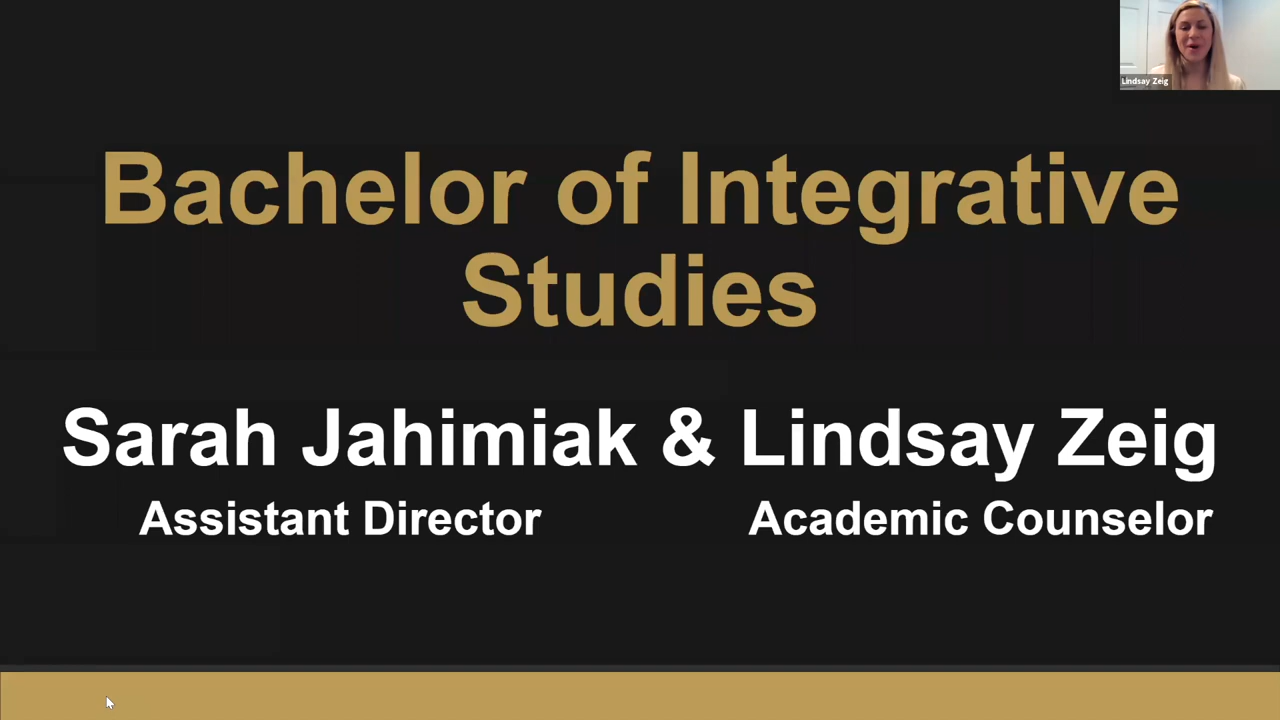 Lindsay Zeig
Bachelor of Integrative
Studies
Sarah Jahimiak & Lindsay Zeig
Assistant Director Academic Counselor